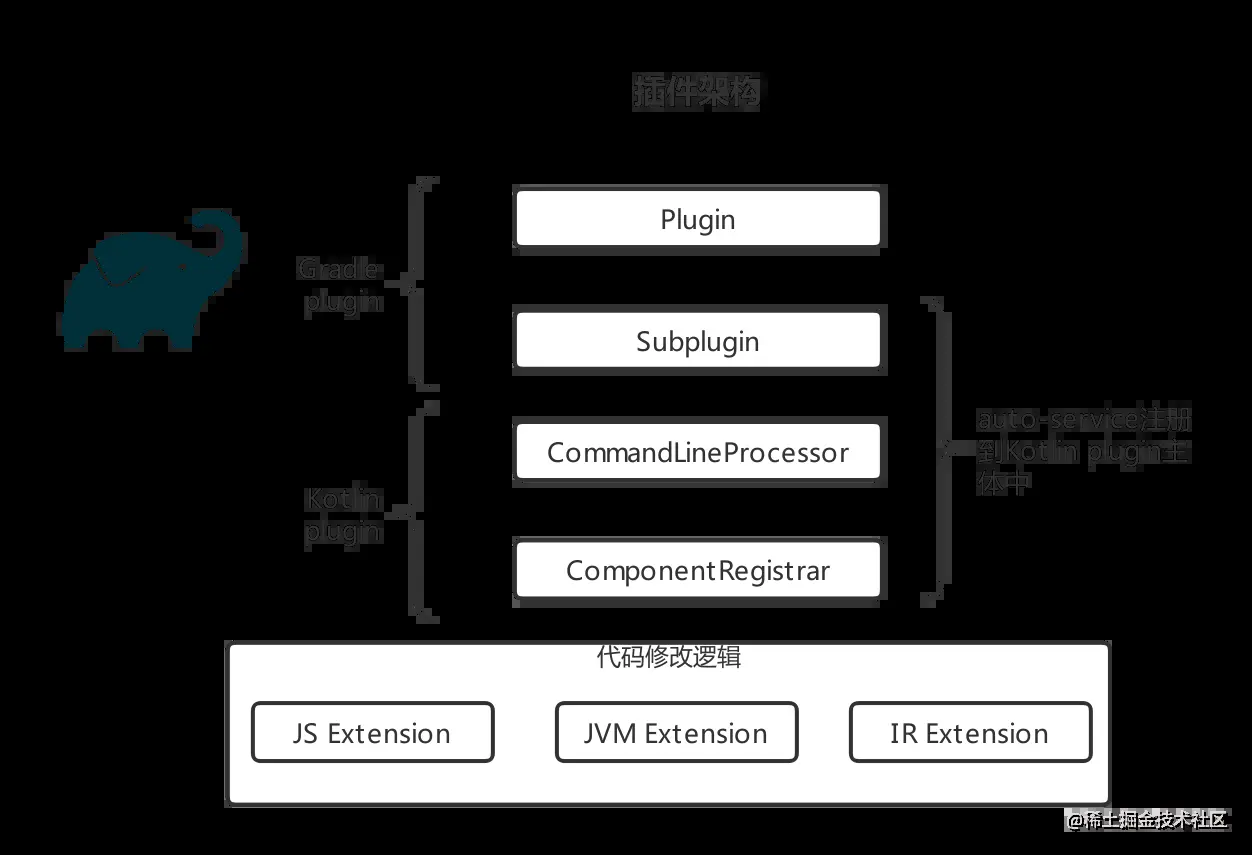 插件架构
Plugin
Gradle
plugin
Subplugin
auto-service注册
到Kotlin plugin主
体中
CommandLineProcessor
Kotlin
plugin
ComponentRegistrar
代码修改逻辑
JS Extension
JVM Extension
IR Extension
@稀土掘金技术社区